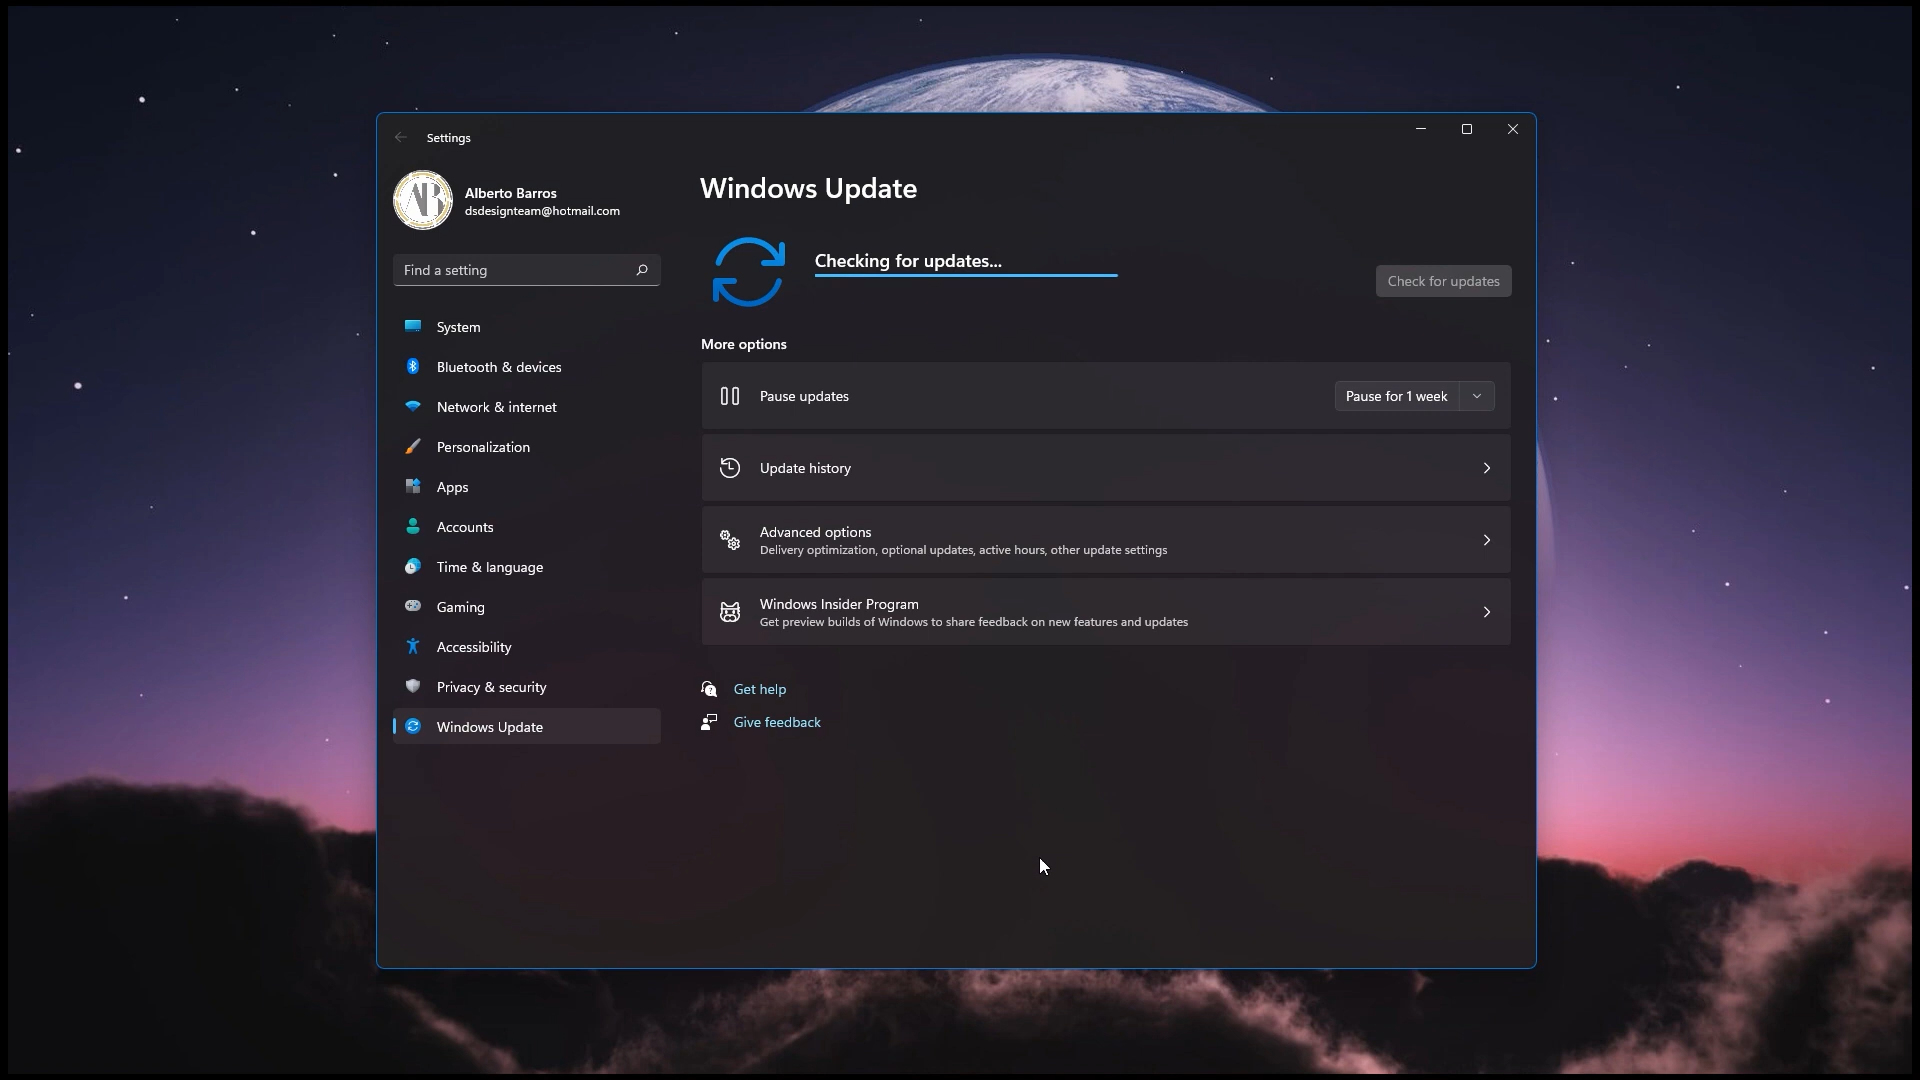 Settings
Alberto Barros
dsdesignteam@hotmail.com
Find a setting
System
Bluetooth & devices
Network & internet
Personalization
Apps
Accounts
Time & language
Gaming
Accessibility
Privacy & security
Windows Update
Windows Update
Checking for updates...
Check for updates
More options
Pause updates
Pause for 1 week
Update history
Advanced options
Delivery optimization, optional updates, active hours, other update settings
Windows Insider Program
Get preview builds of Windows to share feedback on new features and updates
Get help
Give feedback